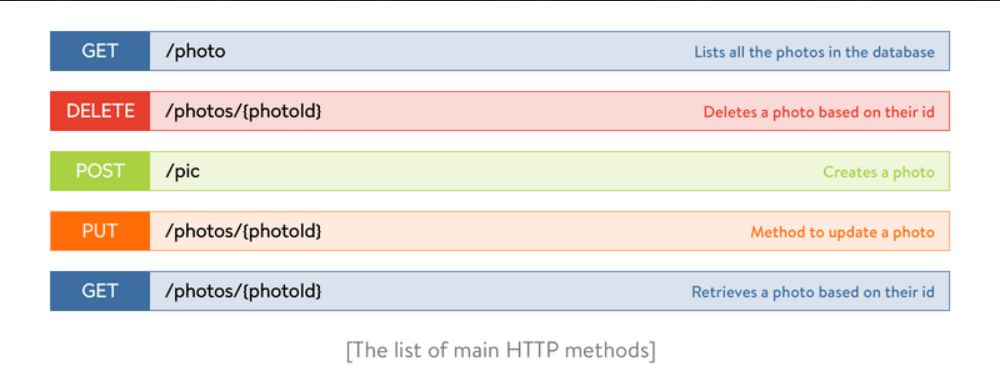 GET /photo Lists all the photos in the database
DELETE /photos/{photoId} Deletes a photo based on their id
POST /pic Creates a photo
PUT /photos/{photoId} Method to update a photo
GET /photos/{photoId} Retrieves a photo based on their id
[The list of main HTTP methods]